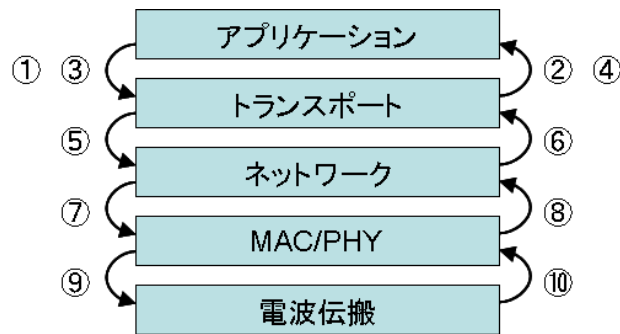 アプリケーション
① ③ ② ④
トランスポート
⑤ ⑥
ネットワーク
⑦ ⑧
MAC/PHY
⑨ ⑩
電波伝搬